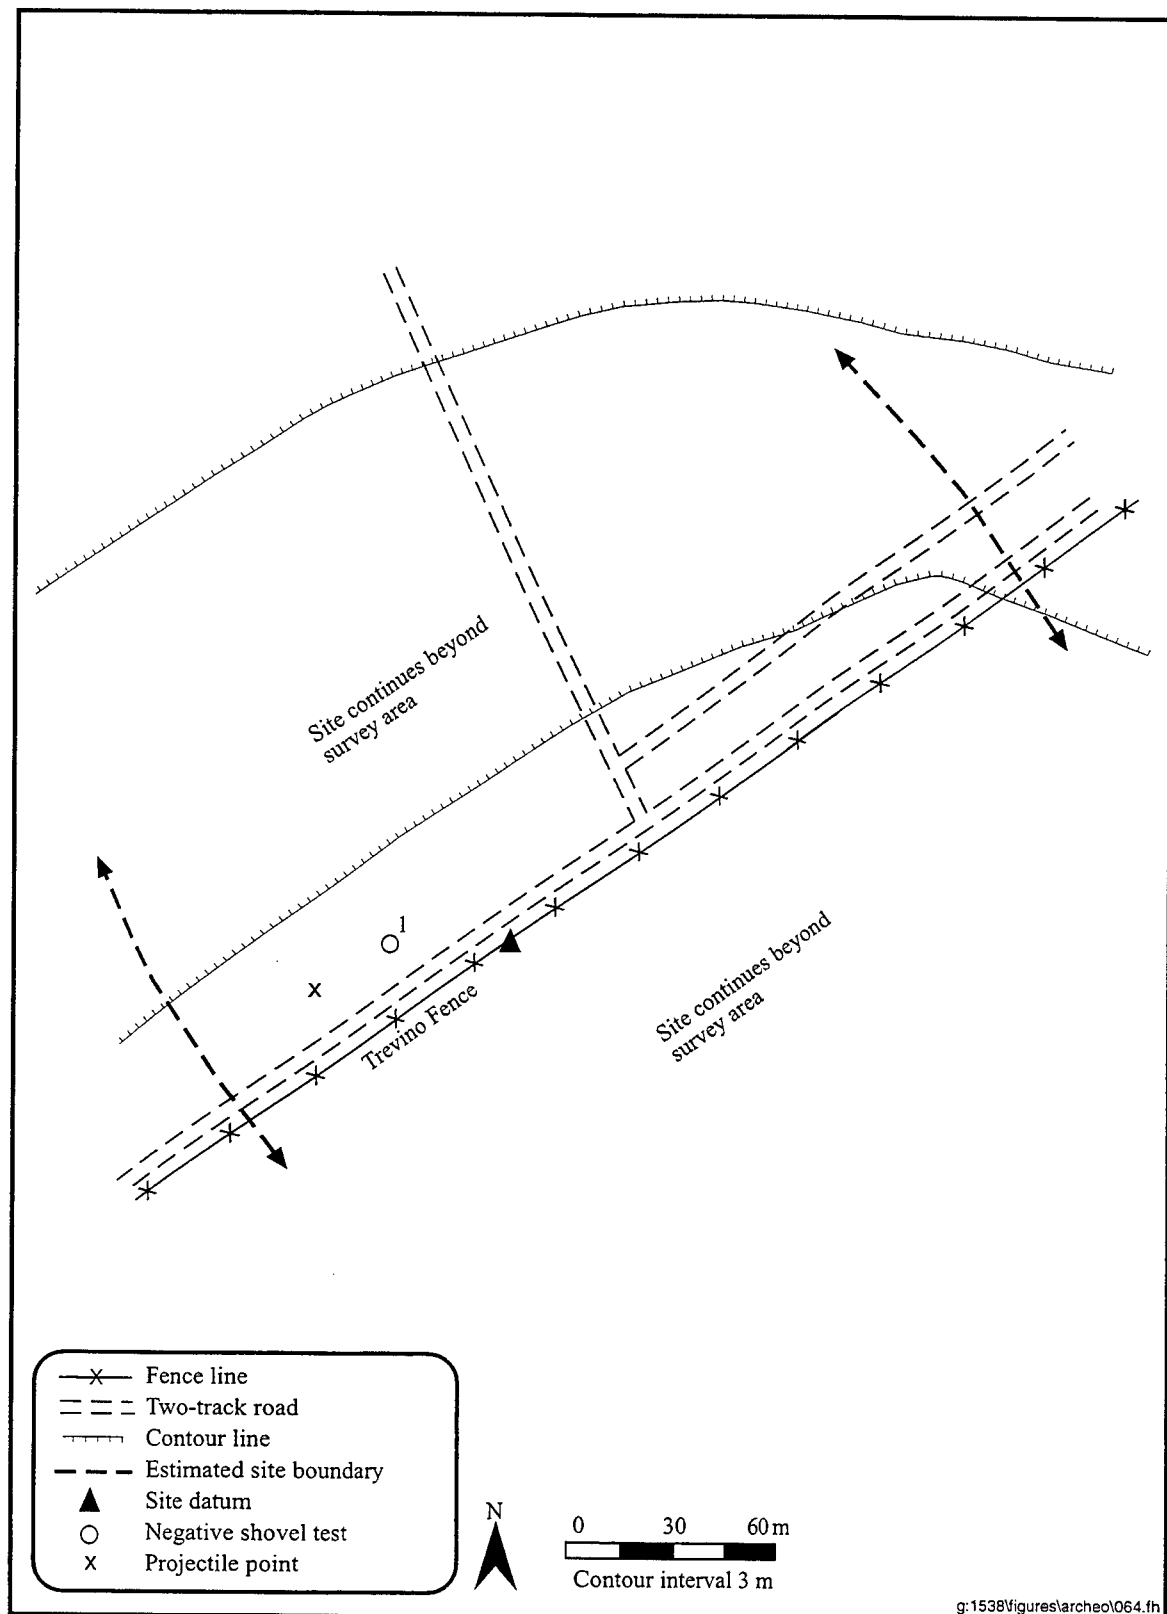 Site continues beyond
survey area
1
X
Trevino Fence
Site continues beyond
survey area
Fence line
Two-track road
Contour line
Estimated site boundary
Site datum
Negative shovel test
x Projectile point
N
0 30 60 m
Contour interval 3 m
g:1538\figures\archeo\064.fh